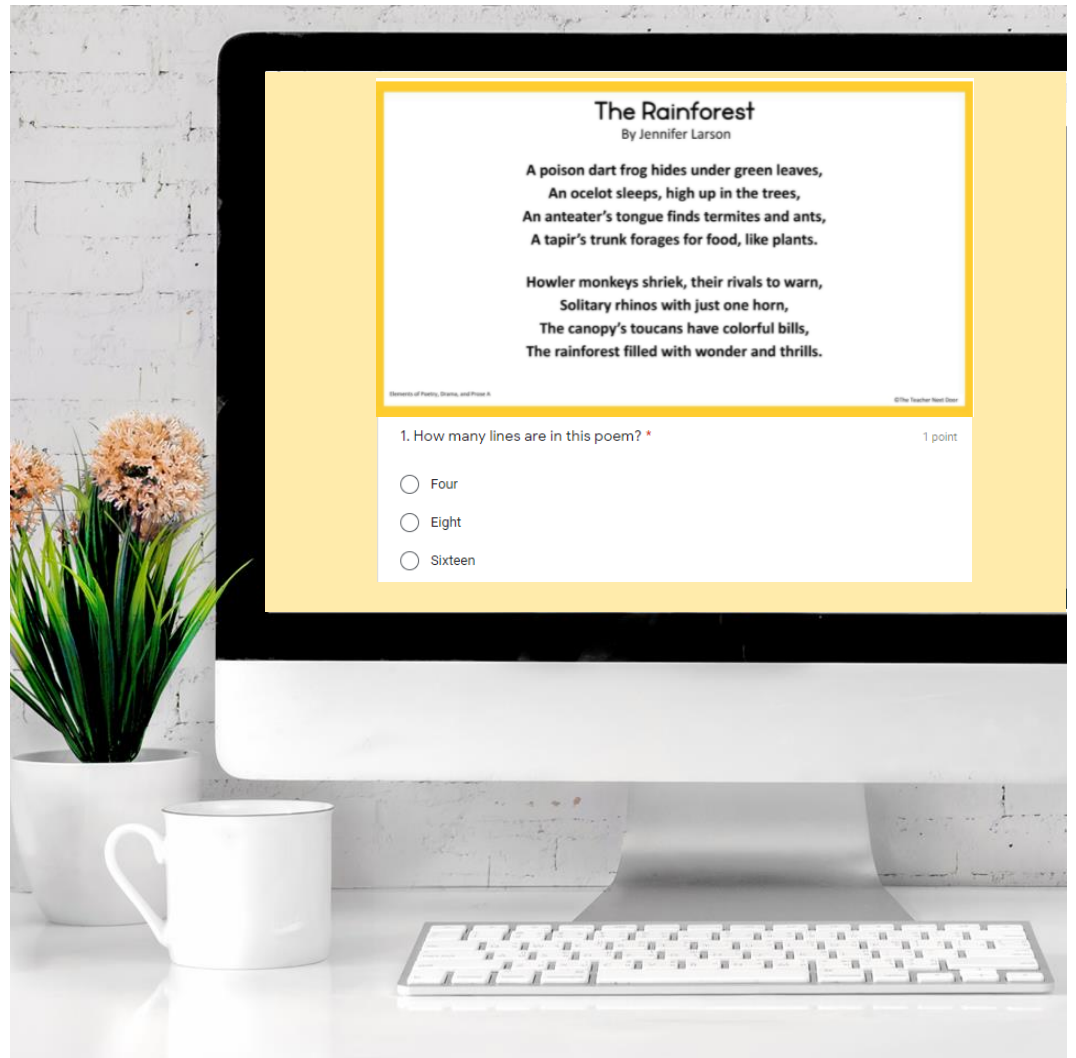 The Rainforest
By Jennifer Larson
A poison dart frog hides under green leaves,
An ocelot sleeps, high up in the trees,
An anteater’s tongue finds termites and ants,
A tapir’s trunk forages for food, like plants.
Howler monkeys shriek, their rivals to warn,
Solitary rhinos with just one horn,
The canopy’s toucans have colorful bills,
The rainforest filled with wonder and thrills.
Elements of Poetry, Drama, and Prose A
©The Teacher Next Door
1. How many lines are in this poem? *
1 point
Four
Eight
Sixteen